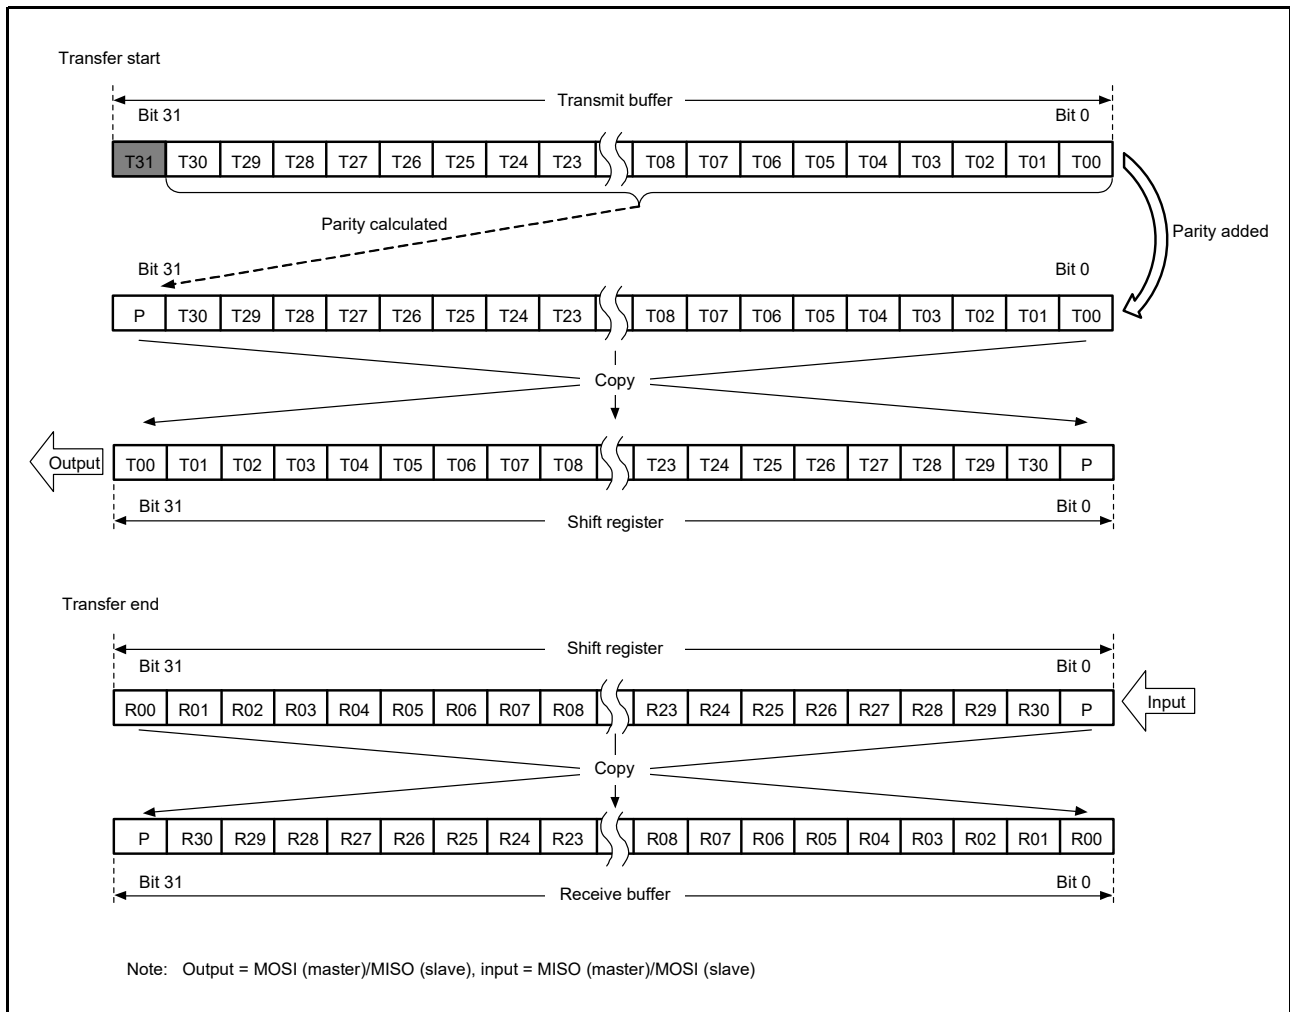 Transfer start
Transmit buffer
Bit 31 Bit 0
T31 T30 T29 T28 T27 T26 T25 T24 T23 T08 T07 T06 T05 T04 T03 T02 T01 T00
Parity calculated
Parity added
Bit 31 Bit 0
P T30 T29 T28 T27 T26 T25 T24 T23 T08 T07 T06 T05 T04 T03 T02 T01 T00
Copy
Output T00 T01 T02 T03 T04 T05 T06 T07 T08 T23 T24 T25 T26 T27 T28 T29 T30 P
Bit 31 Bit 0
Shift register
Transfer end
Shift register
Bit 31 Bit 0
R00 R01 R02 R03 R04 R05 R06 R07 R08 R23 R24 R25 R26 R27 R28 R29 R30 P Input
Copy
P R30 R29 R28 R27 R26 R25 R24 R23 R08 R07 R06 R05 R04 R03 R02 R01 R00
Bit 31 Bit 0
Receive buffer
Note: Output = MOSI (master)/MISO (slave), input = MISO (master)/MOSI (slave)